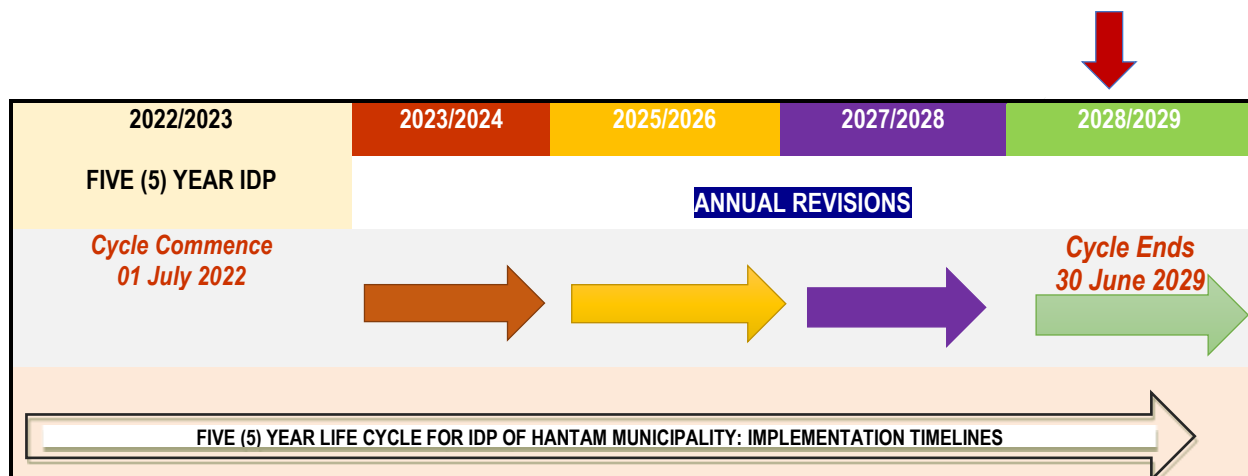 2022/2023
2023/2024
2025/2026
2027/2028
2028/2029
FIVE (5) YEAR IDP
ANNUAL REVISIONS
Cycle Commence
01 July 2022
Cycle Ends
30 June 2029
FIVE (5) YEAR LIFE CYCLE FOR IDP OF HANTAM MUNICIPALITY: IMPLEMENTATION TIMELINES